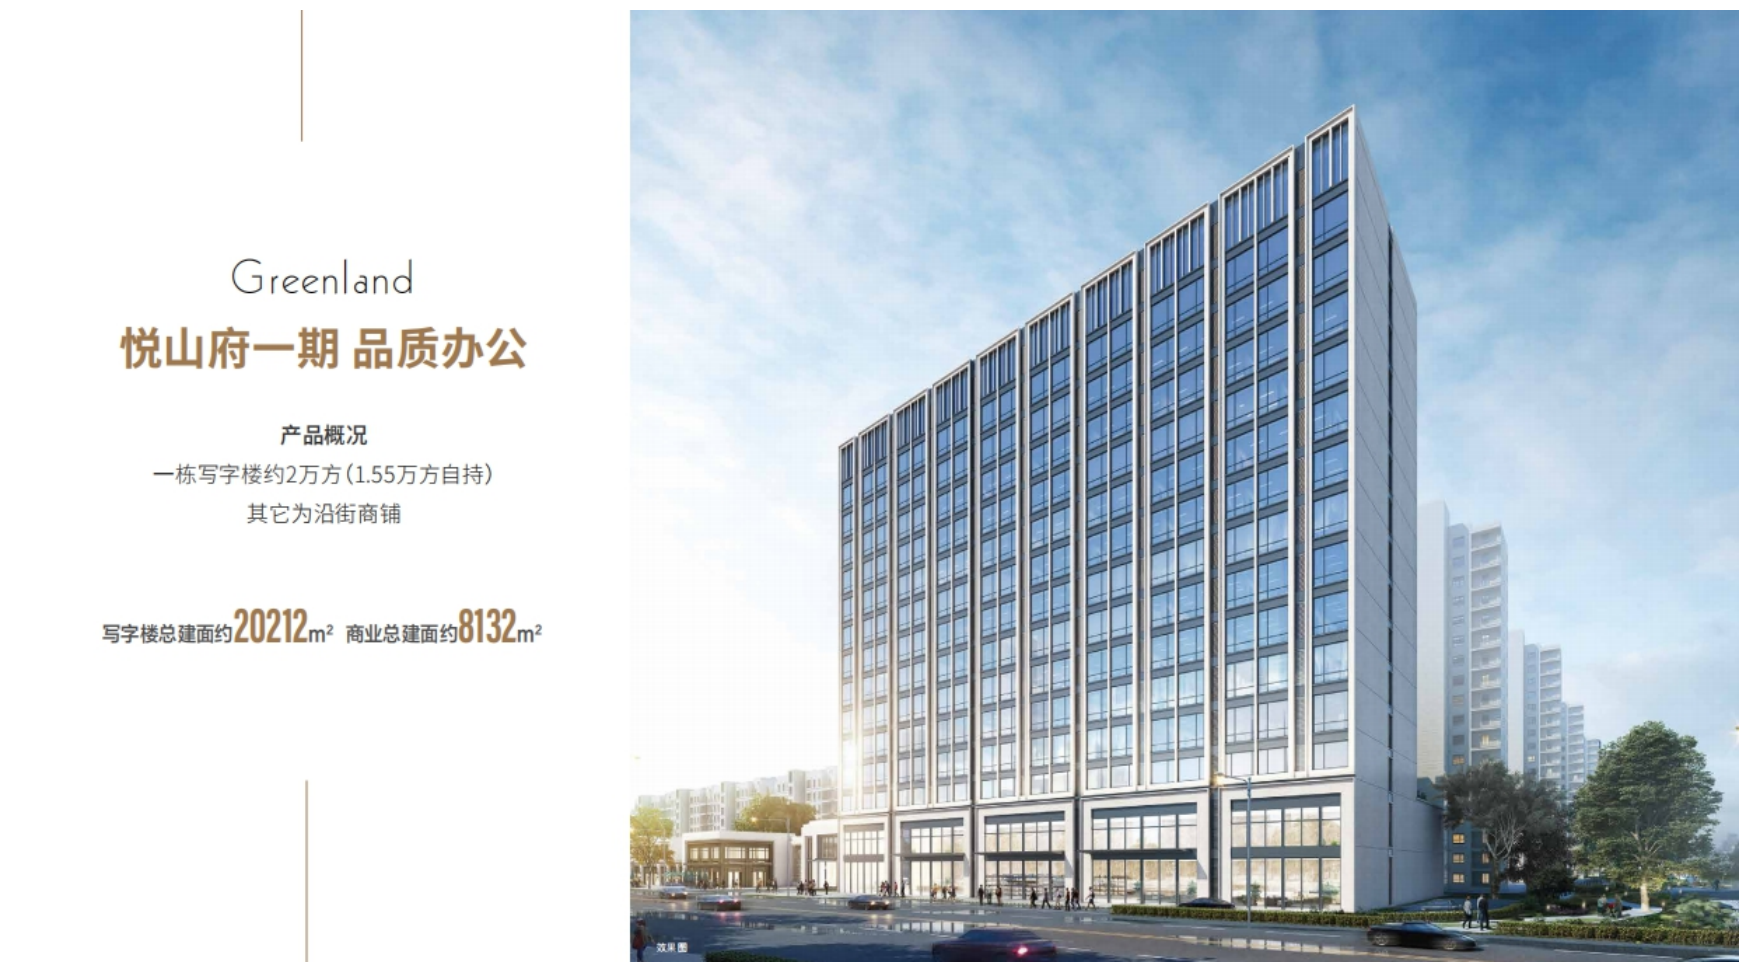 Greenland
悦山府一期 品质办公
产品概况
一栋写字楼约2万方(1.55万方自持)
其它为沿街商铺
写字楼总建面约20212m² 商业总建面约8132m²
效果图